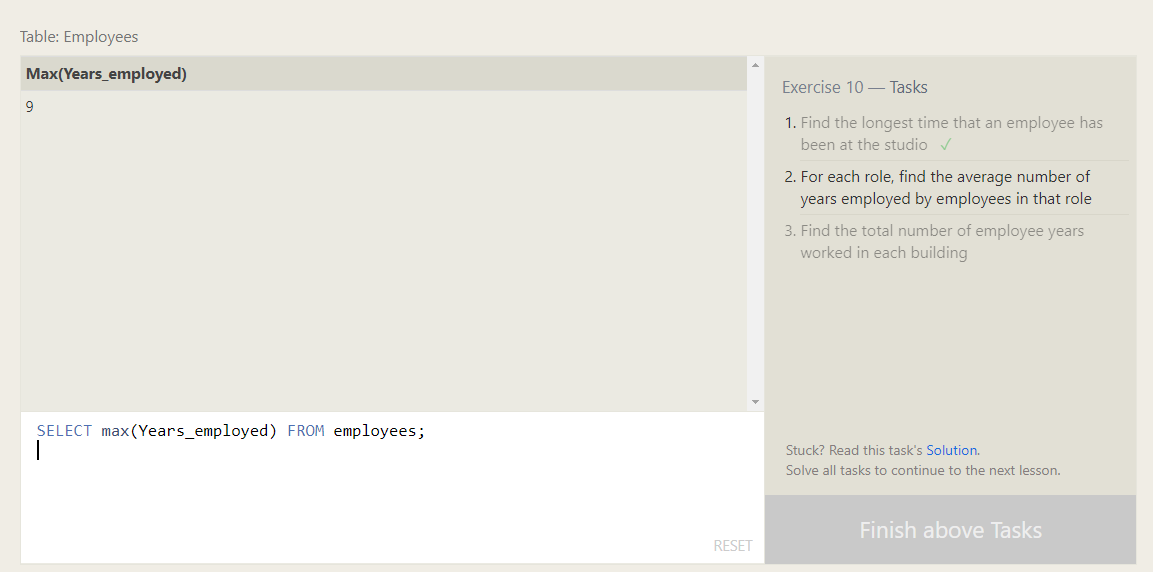 Table: Employees
Max(Years_employed)
9
SELECT max(Years_employed) FROM employees;
RESET
Exercise 10 — Tasks
1. Find the longest time that an employee has
been at the studio ✓
2. For each role, find the average number of
years employed by employees in that role
3. Find the total number of employee years
worked in each building
Stuck? Read this task's Solution.
Solve all tasks to continue to the next lesson.
Finish above Tasks